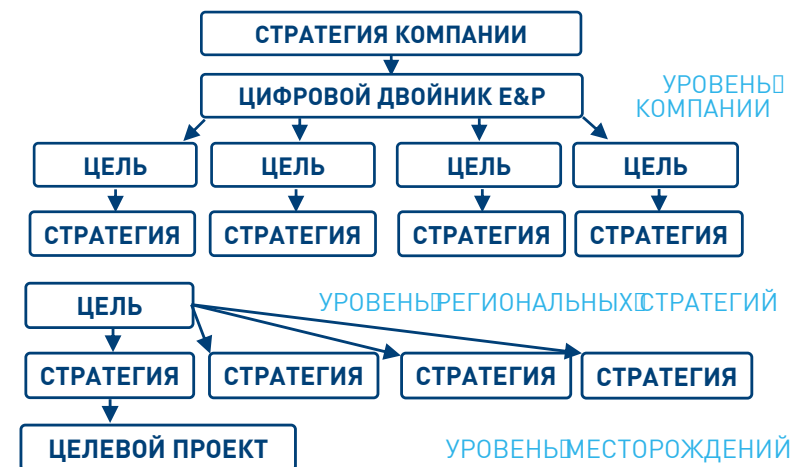 СТРАТЕГИЯ КОМПАНИИ
ЦИФРОВОЙ ДВОЙНИК E&P
УРОВЕНЬ
КОМПАНИИ
ЦЕЛЬ ЦЕЛЬ ЦЕЛЬ ЦЕЛЬ
СТРАТЕГИЯ СТРАТЕГИЯ СТРАТЕГИЯ СТРАТЕГИЯ
ЦЕЛЬ УРОВЕНЬ РЕГИОНАЛЬНЫХ СТРАТЕГИЙ
СТРАТЕГИЯ СТРАТЕГИЯ СТРАТЕГИЯ СТРАТЕГИЯ
ЦЕЛЕВОЙ ПРОЕКТ УРОВЕНЬ МЕСТОРОЖДЕНИЙ